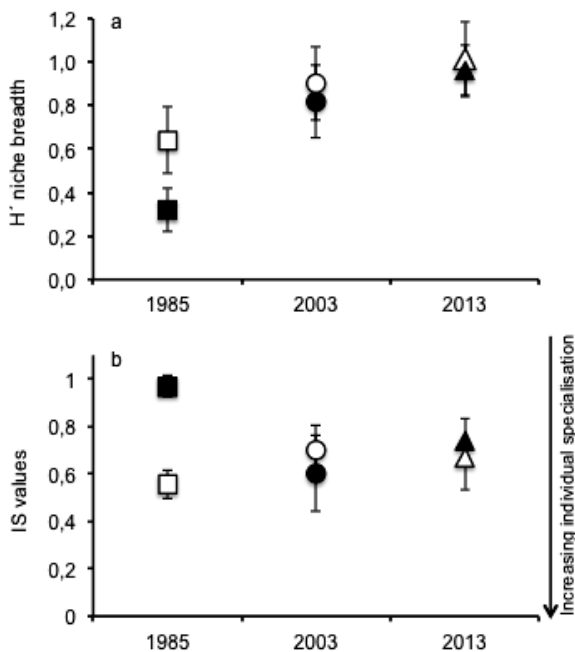 a
H´ niche breadth
1,2
1,0
0,8
0,6
0,4
0,2
0,0
1985 2003 2013
b
IS values
1
0,8
0,6
0,4
0,2
0
1985 2003 2013
Increasing individual specialisation